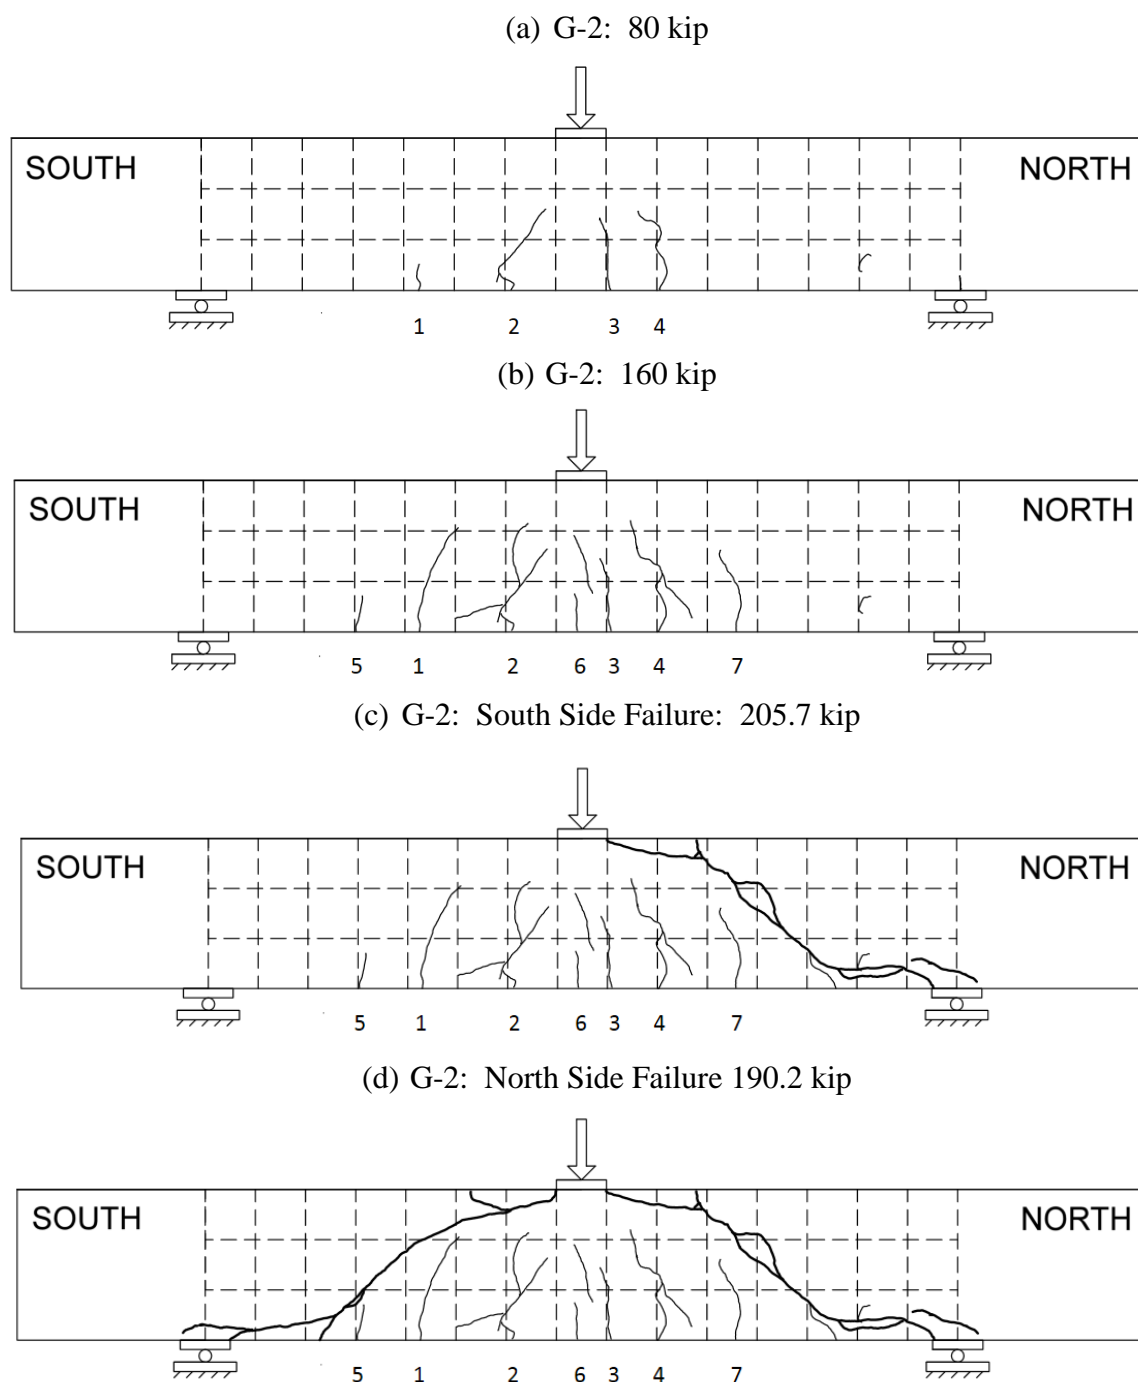 (a) G-2: 80 kip
SOUTH NORTH
1 2 3 4
(b) G-2: 160 kip
SOUTH NORTH
5 1 2 6 3 4 7
(c) G-2: South Side Failure: 205.7 kip
SOUTH NORTH
5 1 2 6 3 4 7
(d) G-2: North Side Failure 190.2 kip
SOUTH NORTH
5 1 2 6 3 4 7